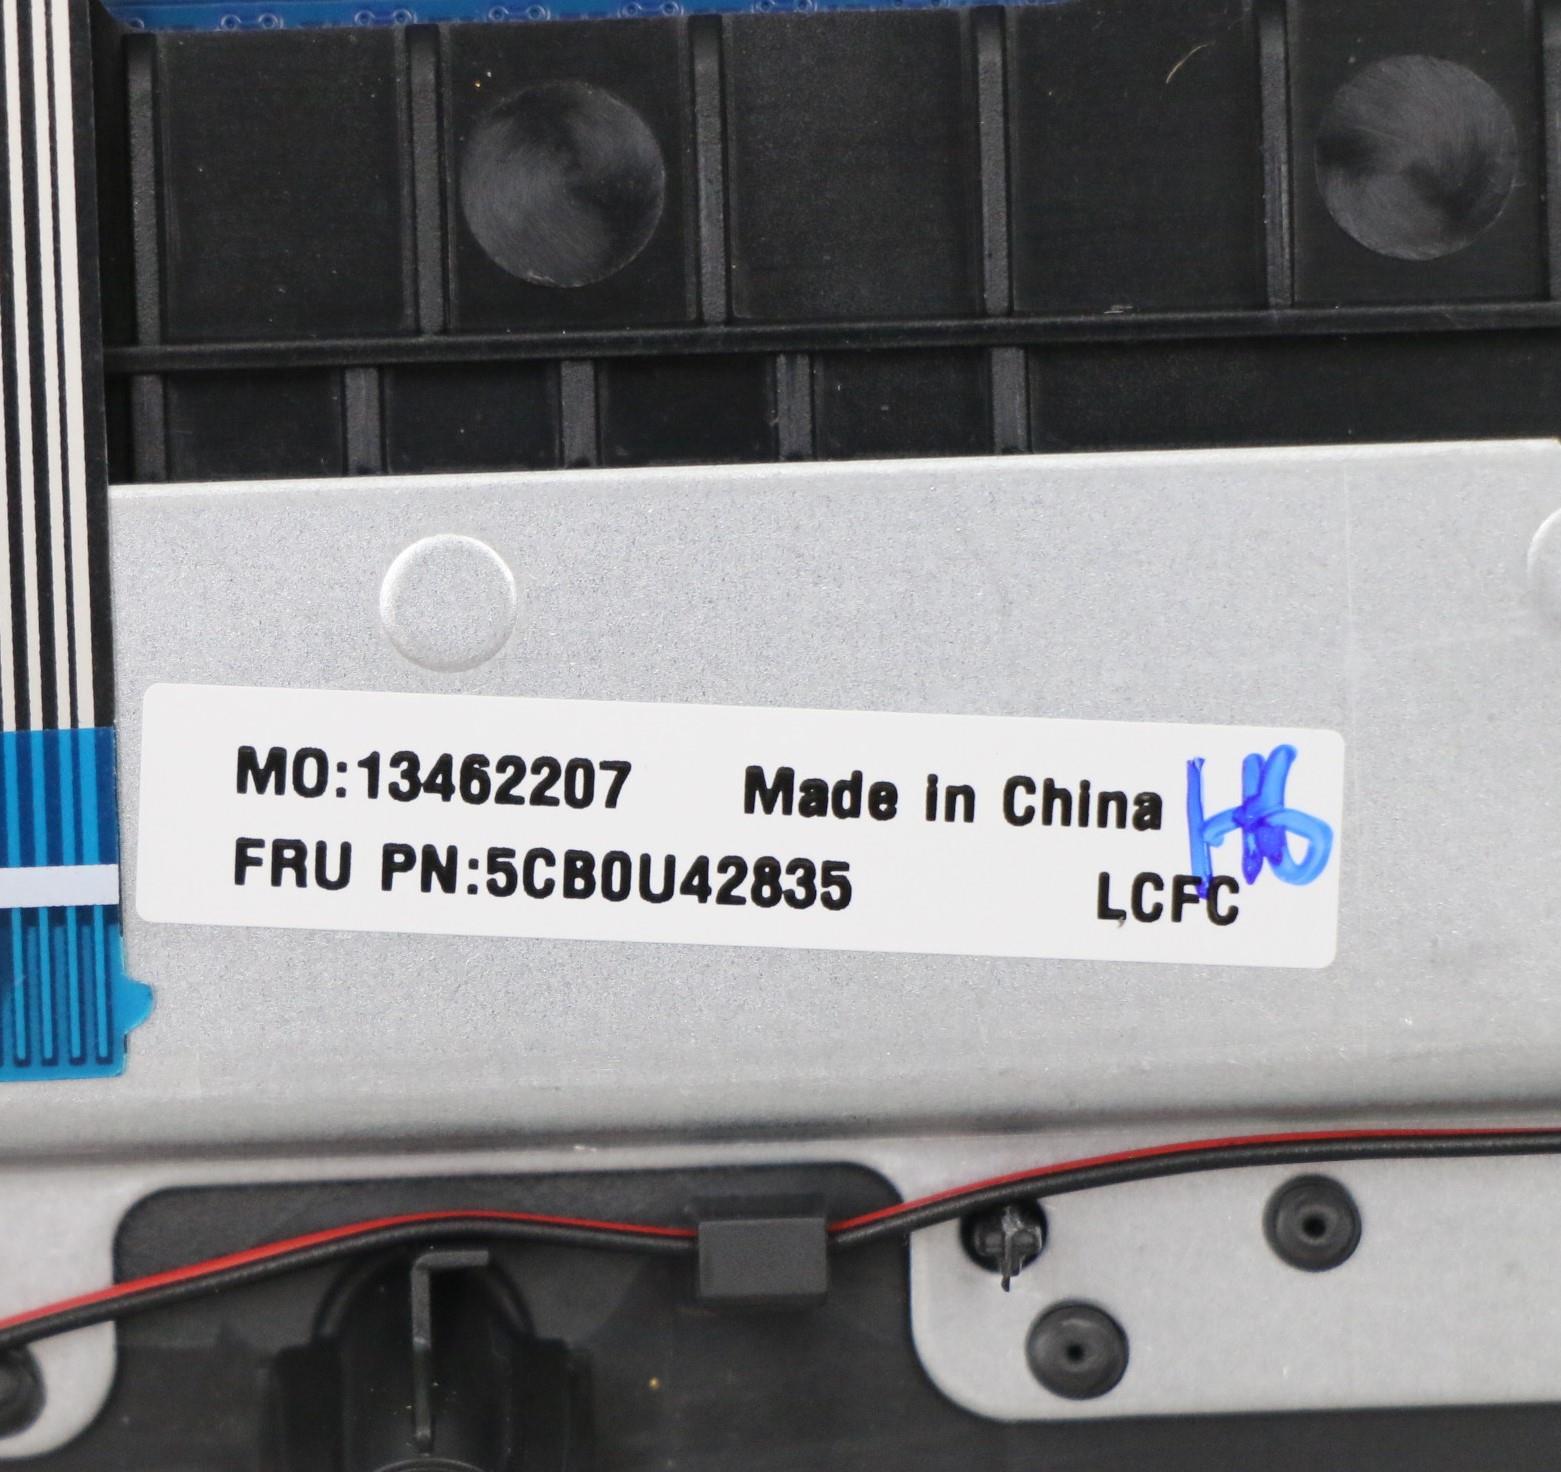 MO:13462207 Made in China
FRU PN:5CB0U42835 LCFC